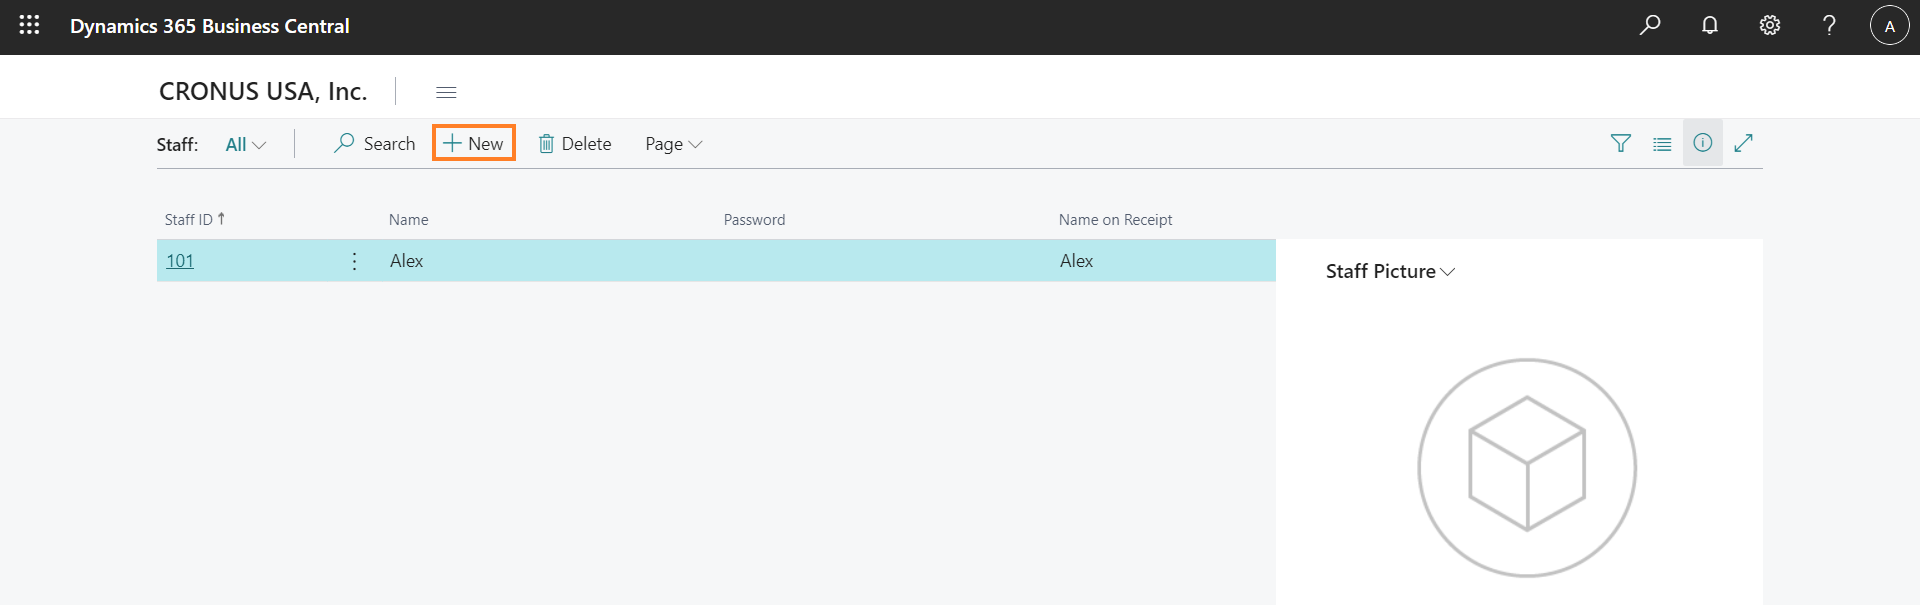 Dynamics 365 Business Central
A
CRONUS USA, Inc.
Staff: All Search New Delete Page
Staff ID Name Password Name on Receipt
101 Alex Alex
Staff Picture